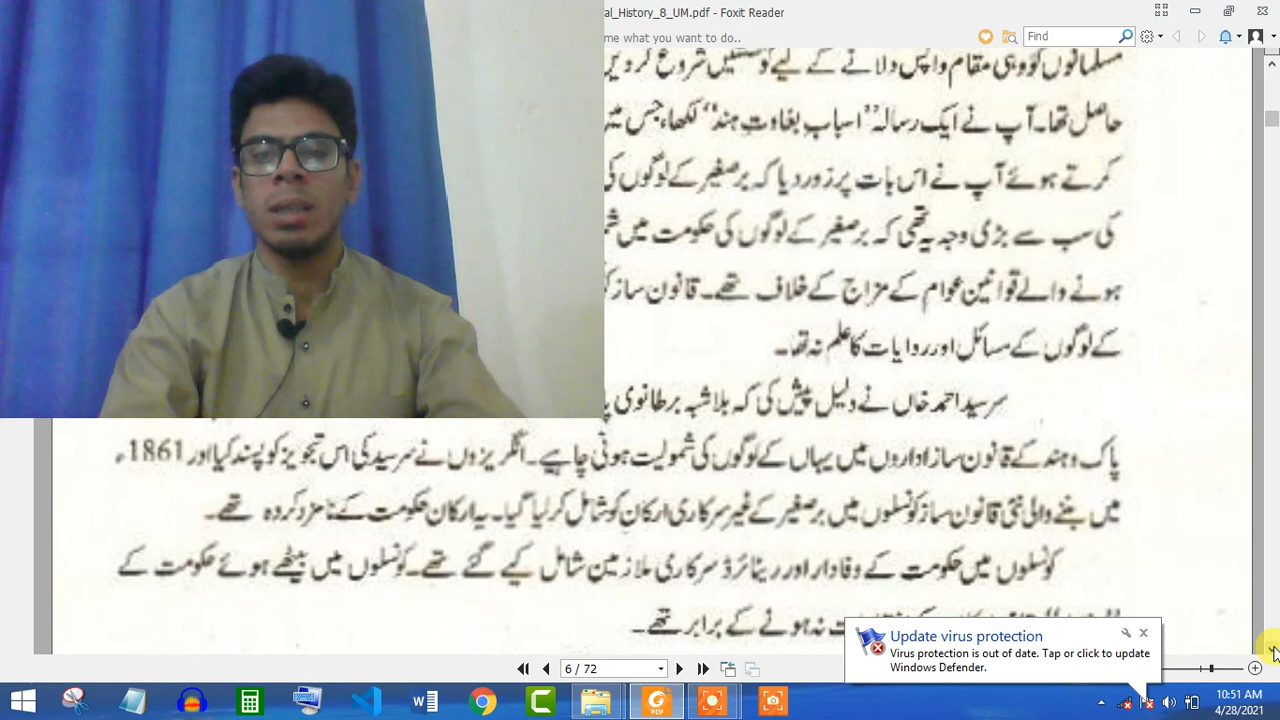 al_History_8_UM.pdf - Foxit Reader
me what you want to do..
Find
مسلمانوں کو وہی مقام واپس دلانے کے لیے کوششیں شروع کر دیں
حاصل تھا۔ آپ نے ایک رسالہ ”اسباب بغاوتِ ہند“ لکھا، جس میں
کرتے ہوئے آپ نے اس بات پر زور دیا کہ برصغیر کے لوگوں کی
کی سب سے بڑی وجہ یہ تھی کہ برصغیر کے لوگوں کی حکومت میں
ہونے والے قوانین عوام کے مزاج کے خلاف تھے۔ قانون ساز
کے لوگوں کے مسائل اور روایات کا علم نہ تھا۔
سرسید احمد خاں نے دلیل پیش کی کہ بلاشبہ برطانوی
پاک و ہند کے قانون ساز اداروں میں یہاں کے لوگوں کی شمولیت ہونی چاہیے۔ انگریزوں نے سرسید کی اس تجویز کو پسند کیا اور 1861ء
میں بننے والی نئی قانون ساز کونسلوں میں برصغیر کے غیر سرکاری ارکان کو شامل کر لیا گیا۔ یہ ارکان حکومت کے نامزد کردہ تھے۔
کونسلوں میں حکومت کے وفادار اور ریٹائرڈ سرکاری ملازمین شامل کیے گئے تھے۔ کونسلوں میں بیٹھے ہوئے حکومت کے
نہ ہونے کے برابر تھے۔
Update virus protection
Virus protection is out of date. Tap or click to update
Windows Defender.
6 / 72
10:51 AM
4/28/2021